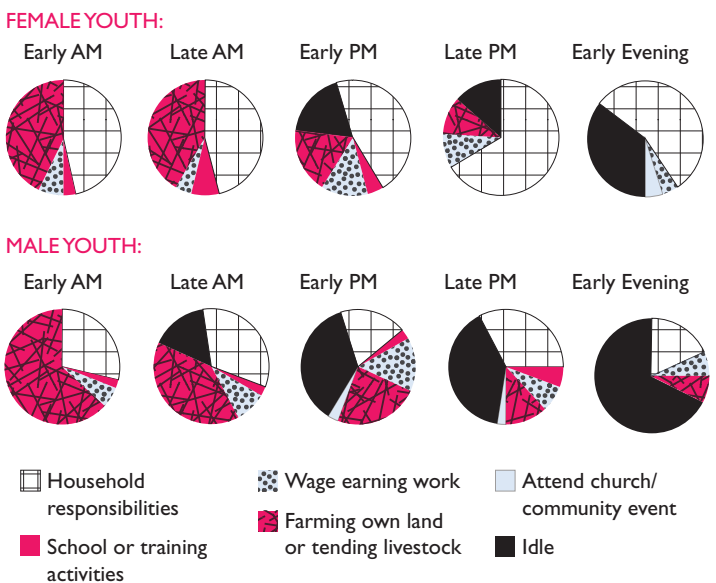 FEMALE YOUTH:
Early AM
Late AM
Early PM
Late PM
Early Evening
MALE YOUTH:
Early AM
Late AM
Early PM
Late PM
Early Evening
Household
responsibilities
School or training
activities
Wage earning work
Farming own land
or tending livestock
Attend church/
community event
Idle